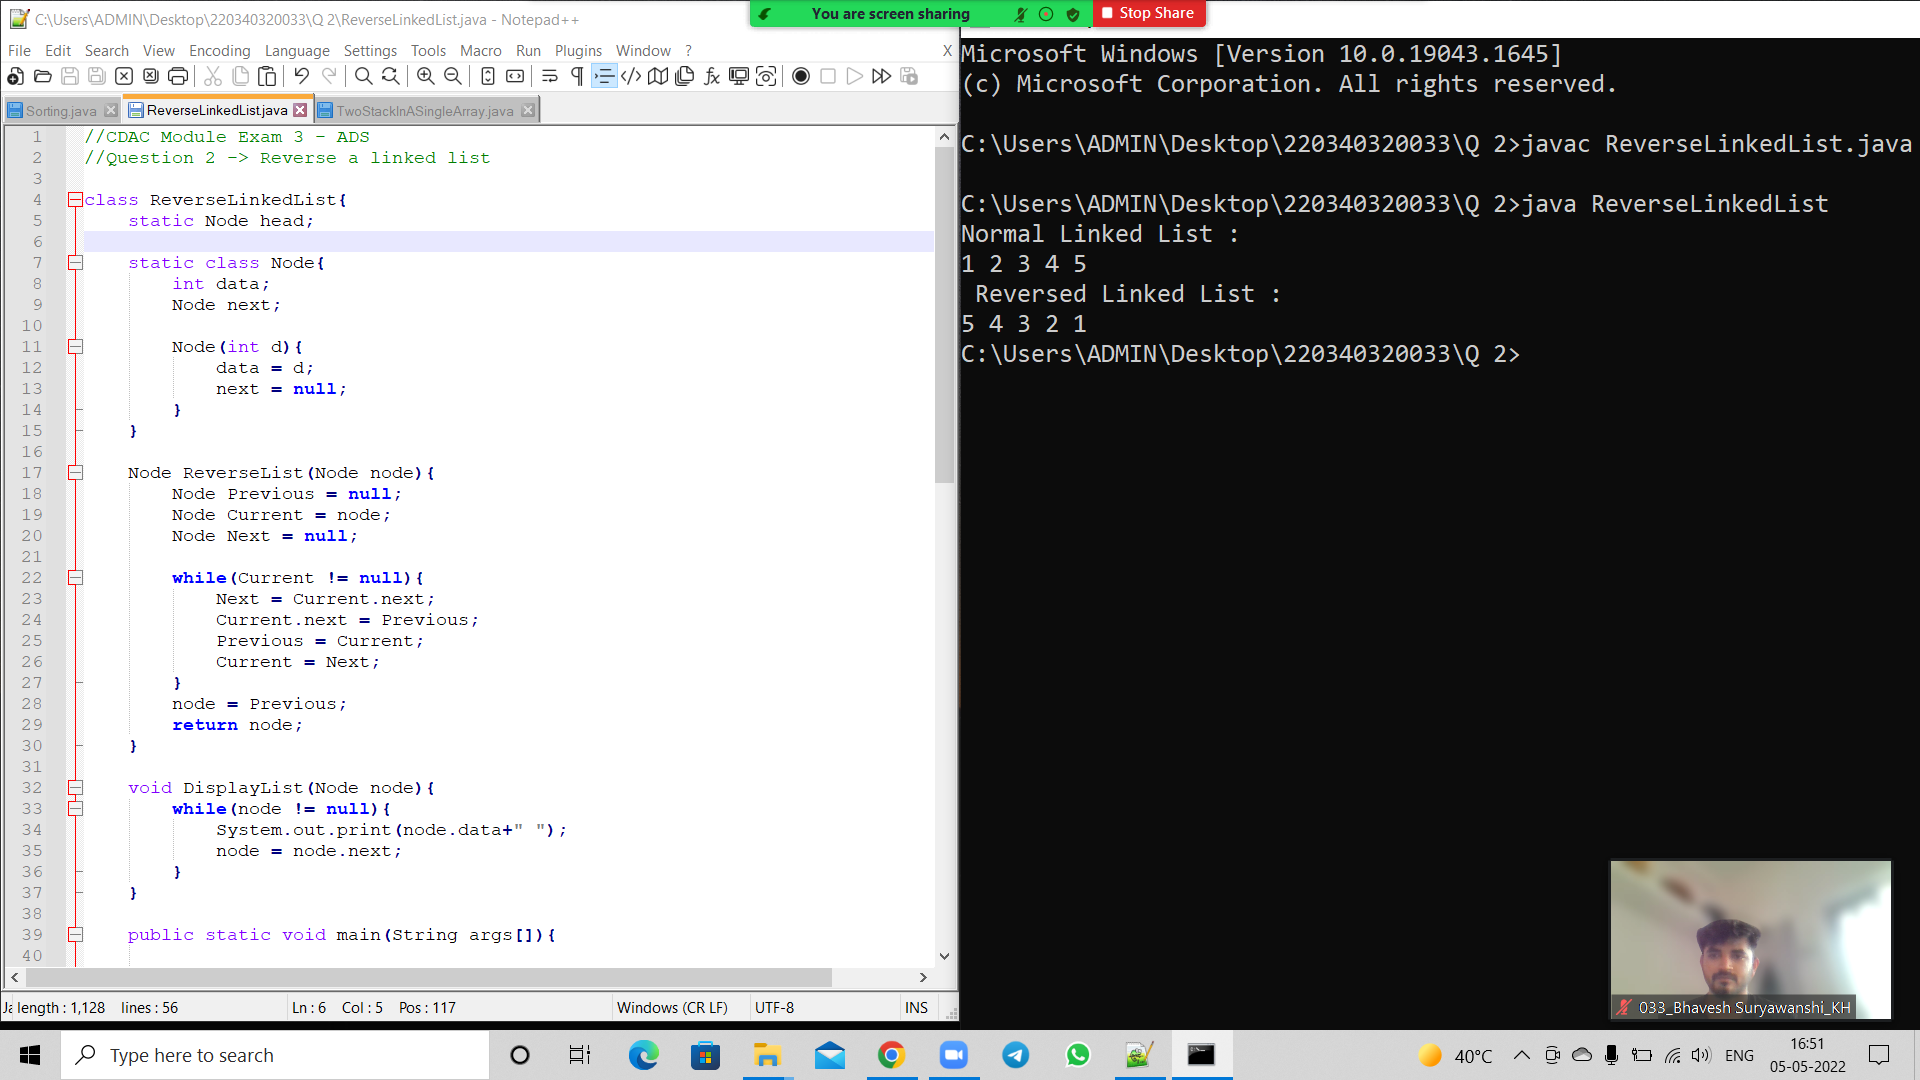 C:\Users\ADMIN\Desktop\220340320033\Q 2\ReverseLinkedList.java - Notepad++
You are screen sharing
Stop Share
File Edit Search View Encoding Language Settings Tools Macro Run Plugins Window ? X
Sorting.java ReverseLinkedList.java TwoStackInASingleArray.java
1 //CDAC Module Exam 3 - ADS
2 //Question 2 -> Reverse a linked list
3
4 class ReverseLinkedList{
5 static Node head;
6
7 static class Node{
8 int data;
9 Node next;
10
11 Node(int d){
12 data = d;
13 next = null;
14 }
15 }
16
17 Node ReverseList(Node node){
18 Node Previous = null;
19 Node Current = node;
20 Node Next = null;
21
22 while(Current != null){
23 Next = Current.next;
24 Current.next = Previous;
25 Previous = Current;
26 Current = Next;
27 }
28 node = Previous;
29 return node;
30 }
31
32 void DisplayList(Node node){
33 while(node != null){
34 System.out.print(node.data+" ");
35 node = node.next;
36 }
37 }
38
39 public static void main(String args[]){
40
length : 1,128 lines : 56 Ln : 6 Col : 5 Pos : 117 Windows (CR LF) UTF-8 INS
Microsoft Windows [Version 10.0.19043.1645]
(c) Microsoft Corporation. All rights reserved.
C:\Users\ADMIN\Desktop\220340320033\Q 2>javac ReverseLinkedList.java
C:\Users\ADMIN\Desktop\220340320033\Q 2>java ReverseLinkedList
Normal Linked List :
1 2 3 4 5
Reversed Linked List :
5 4 3 2 1
C:\Users\ADMIN\Desktop\220340320033\Q 2>
033_Bhavesh Suryawanshi_KH
Type here to search
40°C
ENG
16:51
05-05-2022